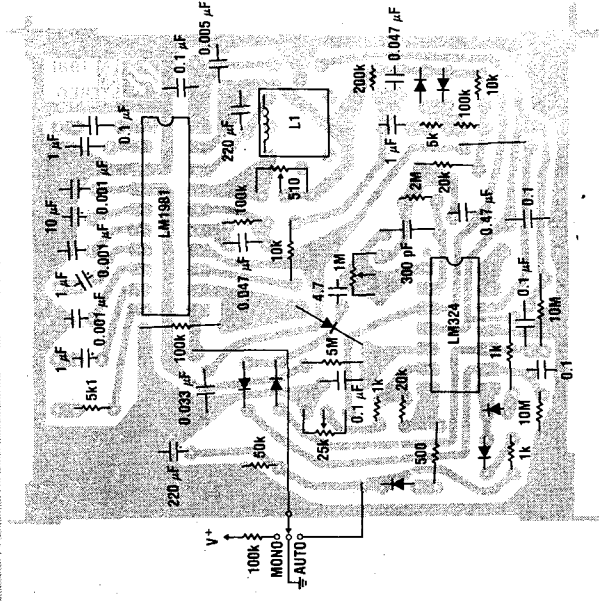 0.1 µF
0.005 µF
0.1 µF
1 µF
0.001 µF
10 µF
0.001 µF
1 µF
0.001 µF
1 µF
5k1
LM1981
220 µF
L1
510
100k
0.047 µF
10k
100k
0.033 µF
220 µF
50k
V+
100k
MONO
AUTO
200k
0.047 µF
10k
100k
5k
1 µF
20k
2M
0.47 µF
300 pF
1M
4.7
5M
0.1 µF
25k
1k
20k
LM324
500
0.1
0.1 µF
10M
1k
0.1
10M
1k